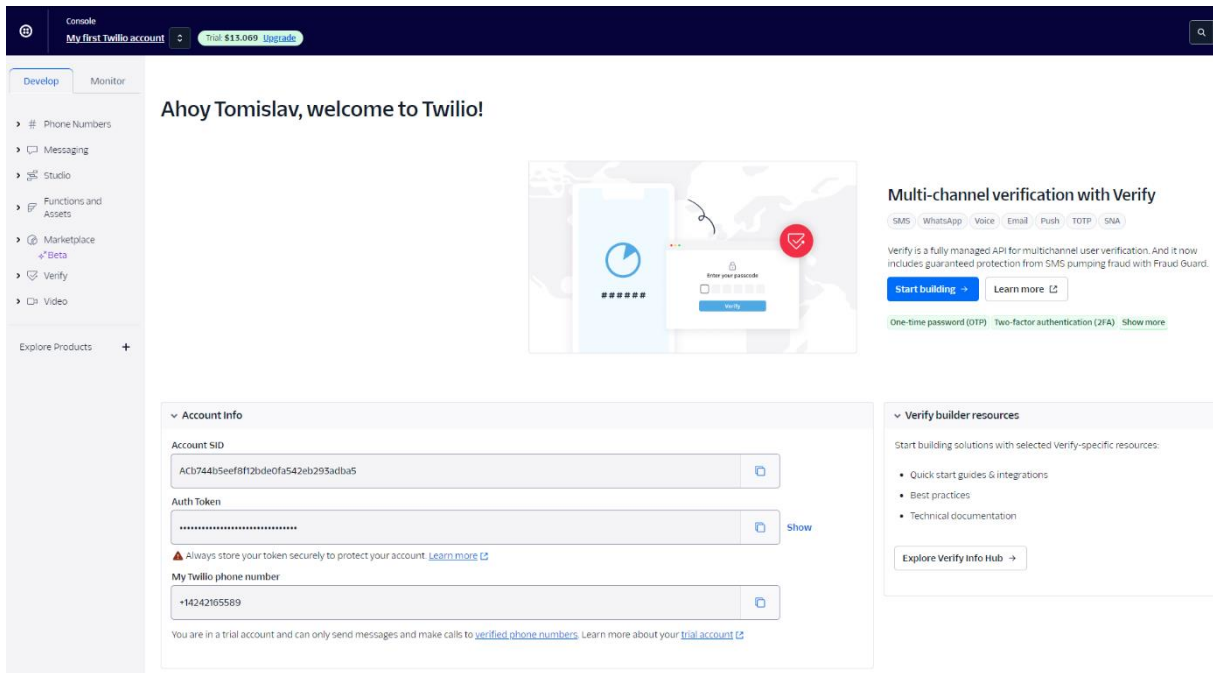 Console
My first Twilio account
Trial: $13.069 Upgrade
Develop Monitor
Phone Numbers
Messaging
Studio
Functions and
Assets
Marketplace
Beta
Verify
Video
Explore Products +
Ahoy Tomislav, welcome to Twilio!
######
Enter your passcode
Verify
Multi-channel verification with Verify
SMS WhatsApp Voice Email Push TOTP SNA
Verify is a fully managed API for multichannel user verification. And it now
includes guaranteed protection from SMS pumping fraud with Fraud Guard.
Start building → Learn more
One-time password (OTP) Two-factor authentication (2FA) Show more
Account Info
Account SID
ACb744b5eef8f12bde0fa542eb293adba5
Auth Token
••••••••••••••••••••••••••••••••
Show
Always store your token securely to protect your account. Learn more
My Twilio phone number
+14242165589
You are in a trial account and can only send messages and make calls to verified phone numbers. Learn more about your trial account
Verify builder resources
Start building solutions with selected Verify-specific resources:
• Quick start guides & integrations
• Best practices
• Technical documentation
Explore Verify Info Hub →